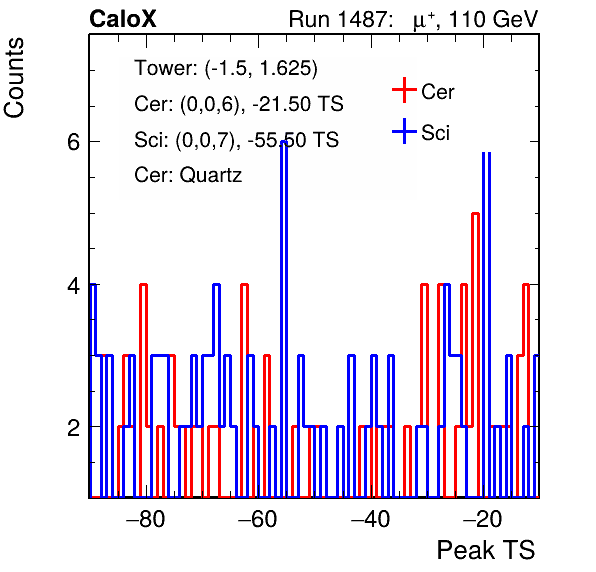 CaloX Run 1487: μ⁺, 110 GeV
Counts
Tower: (-1.5, 1.625)
Cer: (0,0,6), -21.50 TS
Sci: (0,0,7), -55.50 TS
Cer: Quartz
Cer
Sci
6
4
2
−80 −60 −40 −20
Peak TS